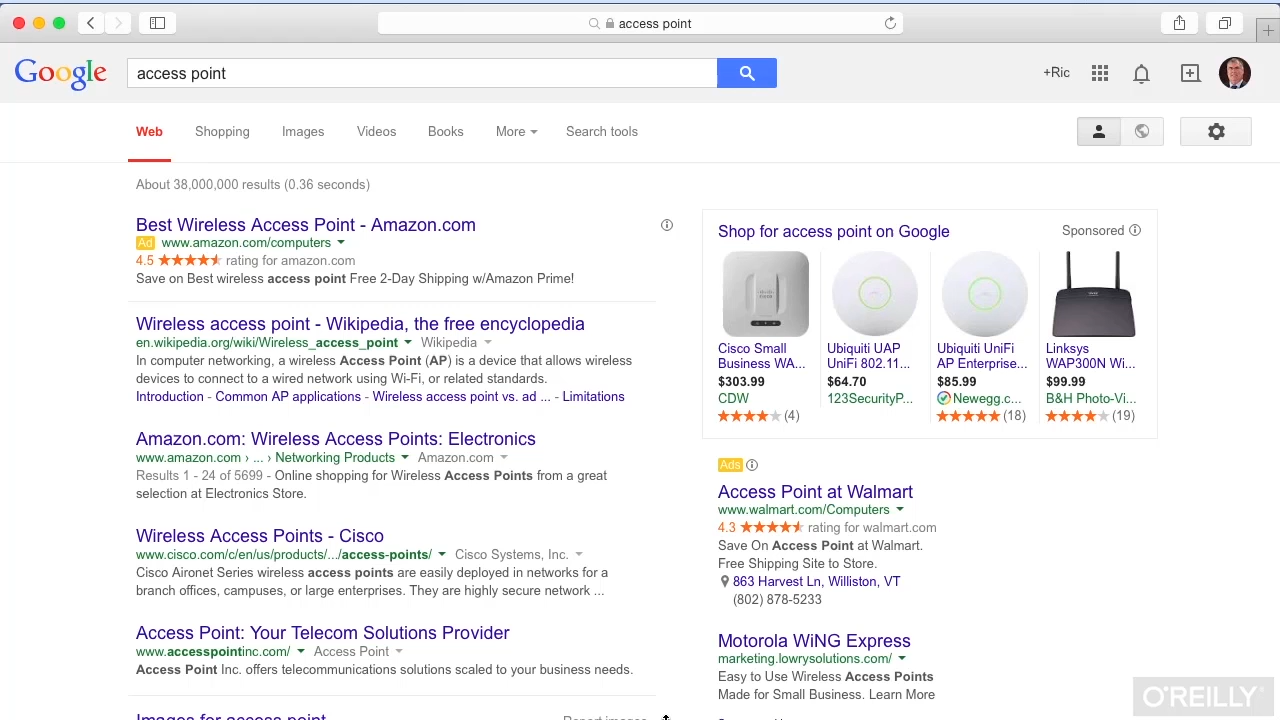 access point
Google
access point
+Ric
Web
Shopping
Images
Videos
Books
More
Search tools
About 38,000,000 results (0.36 seconds)
Best Wireless Access Point - Amazon.com
Ad www.amazon.com/computers
4.5 ★★★★★ rating for amazon.com
Save on Best wireless access point Free 2-Day Shipping w/Amazon Prime!
Wireless access point - Wikipedia, the free encyclopedia
en.wikipedia.org/wiki/Wireless_access_point Wikipedia
In computer networking, a wireless Access Point (AP) is a device that allows wireless
devices to connect to a wired network using Wi-Fi, or related standards.
Introduction - Common AP applications - Wireless access point vs. ad ... - Limitations
Amazon.com: Wireless Access Points: Electronics
www.amazon.com › ... › Networking Products Amazon.com
Results 1 - 24 of 5699 - Online shopping for Wireless Access Points from a great
selection at Electronics Store.
Wireless Access Points - Cisco
www.cisco.com/c/en/us/products/.../access-points/ Cisco Systems, Inc.
Cisco Aironet Series wireless access points are easily deployed in networks for a
branch offices, campuses, or large enterprises. They are highly secure network ...
Access Point: Your Telecom Solutions Provider
www.accesspointinc.com/ Access Point
Access Point Inc. offers telecommunications solutions scaled to your business needs.
Images for access point
Report images
Shop for access point on Google
Sponsored
Cisco Small
Business WA...
$303.99
CDW
★★★★★ (4)
Ubiquiti UAP
UniFi 802.11...
$64.70
123SecurityP...
Ubiquiti UniFi
AP Enterprise...
$85.99
Newegg.c...
★★★★★ (18)
Linksys
WAP300N Wi...
$99.99
B&H Photo-Vi...
★★★★★ (19)
Ads
Access Point at Walmart
www.walmart.com/Computers
4.3 ★★★★★ rating for walmart.com
Save On Access Point at Walmart.
Free Shipping Site to Store.
863 Harvest Ln, Williston, VT
(802) 878-5233
Motorola WiNG Express
marketing.lowrysolutions.com/
Easy to Use Wireless Access Points
Made for Small Business. Learn More
O'REILLY®